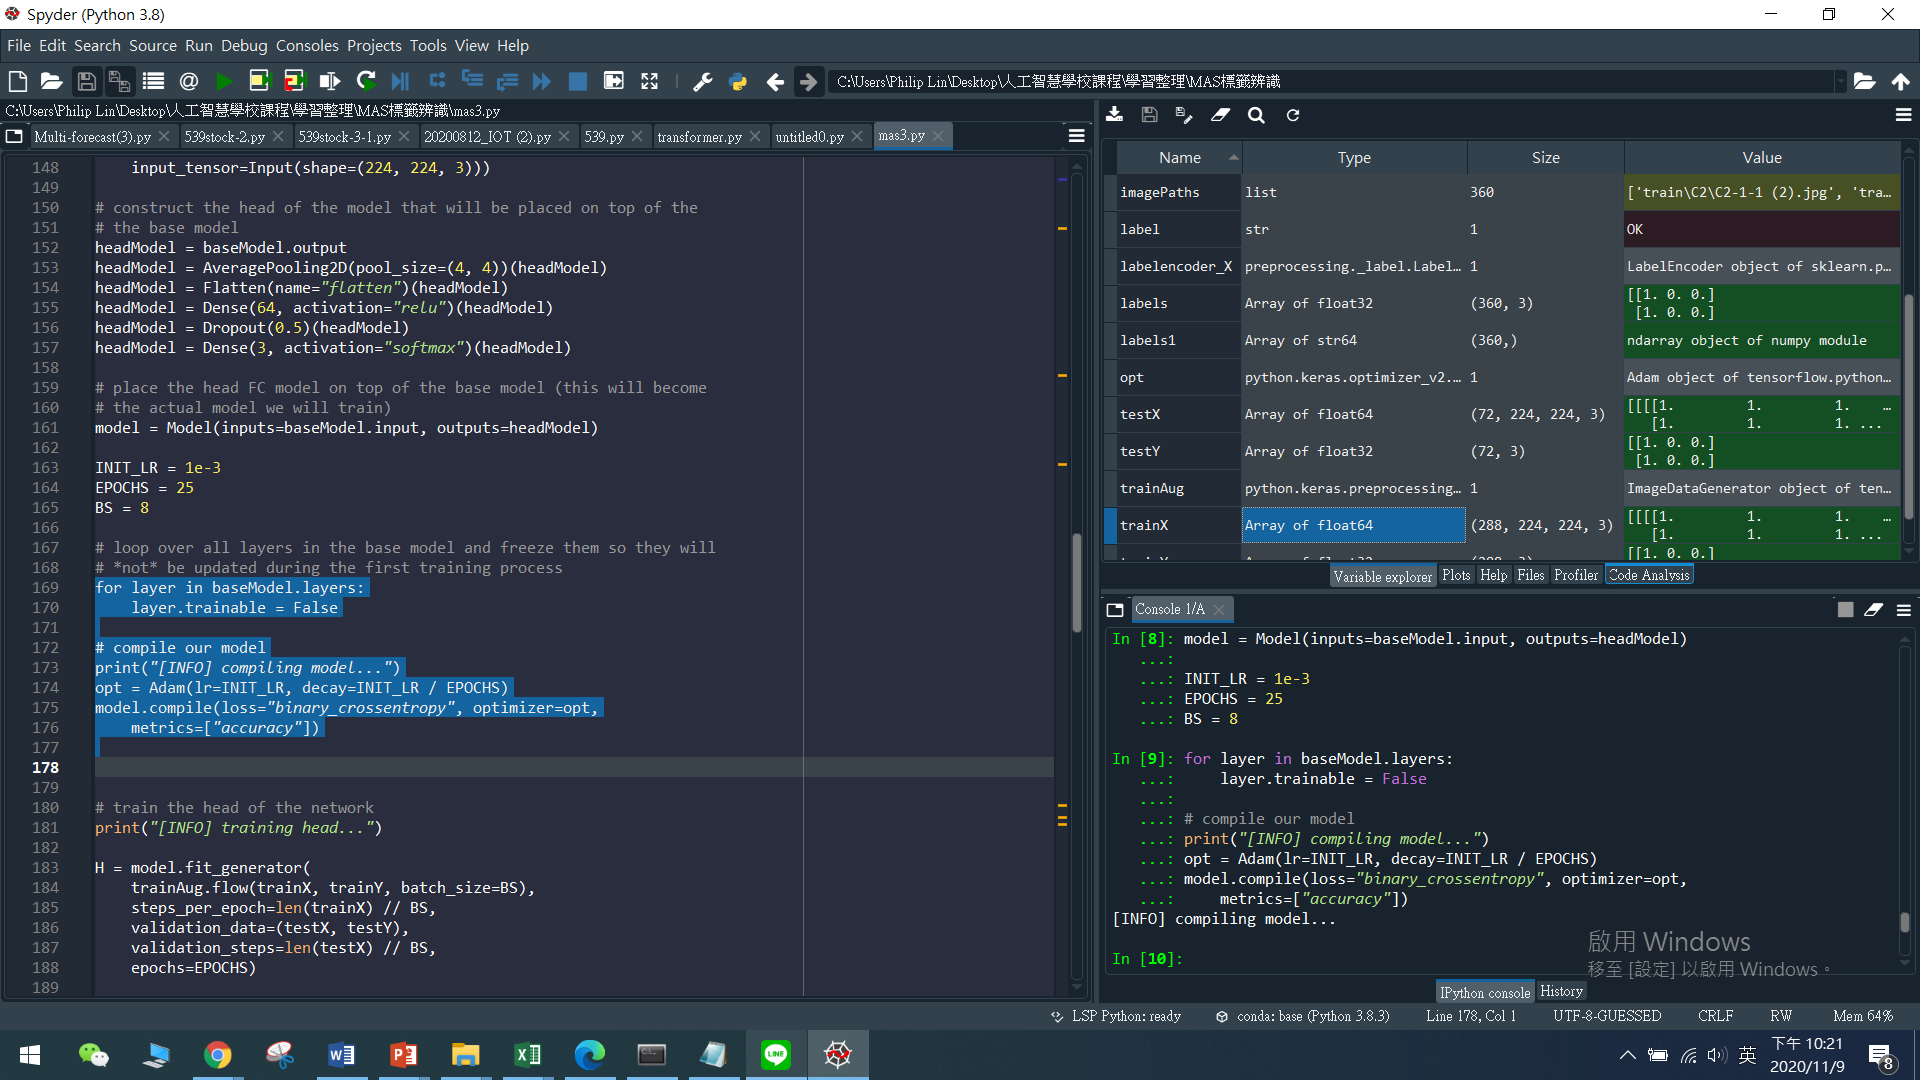 Spyder (Python 3.8)
File Edit Search Source Run Debug Consoles Projects Tools View Help
C:\Users\Philip Lin\Desktop\人工智慧學校課程\學習整理\MAS標籤辨識
C:\Users\Philip Lin\Desktop\人工智慧學校課程\學習整理\MAS標籤辨識\mas3.py
Multi-forecast(3).py 539stock-2.py 539stock-3-1.py 20200812_IOT (2).py 539.py transformer.py untitled0.py mas3.py
148 input_tensor=Input(shape=(224, 224, 3)))
149
150 # construct the head of the model that will be placed on top of the
151 # the base model
152 headModel = baseModel.output
153 headModel = AveragePooling2D(pool_size=(4, 4))(headModel)
154 headModel = Flatten(name="flatten")(headModel)
155 headModel = Dense(64, activation="relu")(headModel)
156 headModel = Dropout(0.5)(headModel)
157 headModel = Dense(3, activation="softmax")(headModel)
158
159 # place the head FC model on top of the base model (this will become
160 # the actual model we will train)
161 model = Model(inputs=baseModel.input, outputs=headModel)
162
163 INIT_LR = 1e-3
164 EPOCHS = 25
165 BS = 8
166
167 # loop over all layers in the base model and freeze them so they will
168 # *not* be updated during the first training process
169 for layer in baseModel.layers:
170 layer.trainable = False
171
172 # compile our model
173 print("[INFO] compiling model...")
174 opt = Adam(lr=INIT_LR, decay=INIT_LR / EPOCHS)
175 model.compile(loss="binary_crossentropy", optimizer=opt,
176 metrics=["accuracy"])
177
178
179
180 # train the head of the network
181 print("[INFO] training head...")
182
183 H = model.fit_generator(
184 trainAug.flow(trainX, trainY, batch_size=BS),
185 steps_per_epoch=len(trainX) // BS,
186 validation_data=(testX, testY),
187 validation_steps=len(testX) // BS,
188 epochs=EPOCHS)
189
Name Type Size Value
imagePaths list 360 ['train\C2\C2-1-1 (2).jpg', 'tra…
label str 1 OK
labelencoder_X preprocessing._label.Label… 1 LabelEncoder object of sklearn.p…
labels Array of float32 (360, 3) [[1. 0. 0.]
[1. 0. 0.]
labels1 Array of str64 (360,) ndarray object of numpy module
opt python.keras.optimizer_v2.… 1 Adam object of tensorflow.python…
testX Array of float64 (72, 224, 224, 3) [[[[1. 1. 1. …
[1. 1. 1. ...
testY Array of float32 (72, 3) [[1. 0. 0.]
[1. 0. 0.]
trainAug python.keras.preprocessing… 1 ImageDataGenerator object of ten…
trainX Array of float64 (288, 224, 224, 3) [[[[1. 1. 1. …
[1. 1. 1. ...
[[1. 0. 0.]
Variable explorer Plots Help Files Profiler Code Analysis
Console 1/A
In [8]: model = Model(inputs=baseModel.input, outputs=headModel)
...:
...: INIT_LR = 1e-3
...: EPOCHS = 25
...: BS = 8
In [9]: for layer in baseModel.layers:
...: layer.trainable = False
...:
...: # compile our model
...: print("[INFO] compiling model...")
...: opt = Adam(lr=INIT_LR, decay=INIT_LR / EPOCHS)
...: model.compile(loss="binary_crossentropy", optimizer=opt,
...: metrics=["accuracy"])
[INFO] compiling model...
In [10]:
啟用 Windows
移至 [設定] 以啟用 Windows。
IPython console History
LSP Python: ready conda: base (Python 3.8.3) Line 178, Col 1 UTF-8-GUESSED CRLF RW Mem 64%
英 下午 10:21
2020/11/9
8